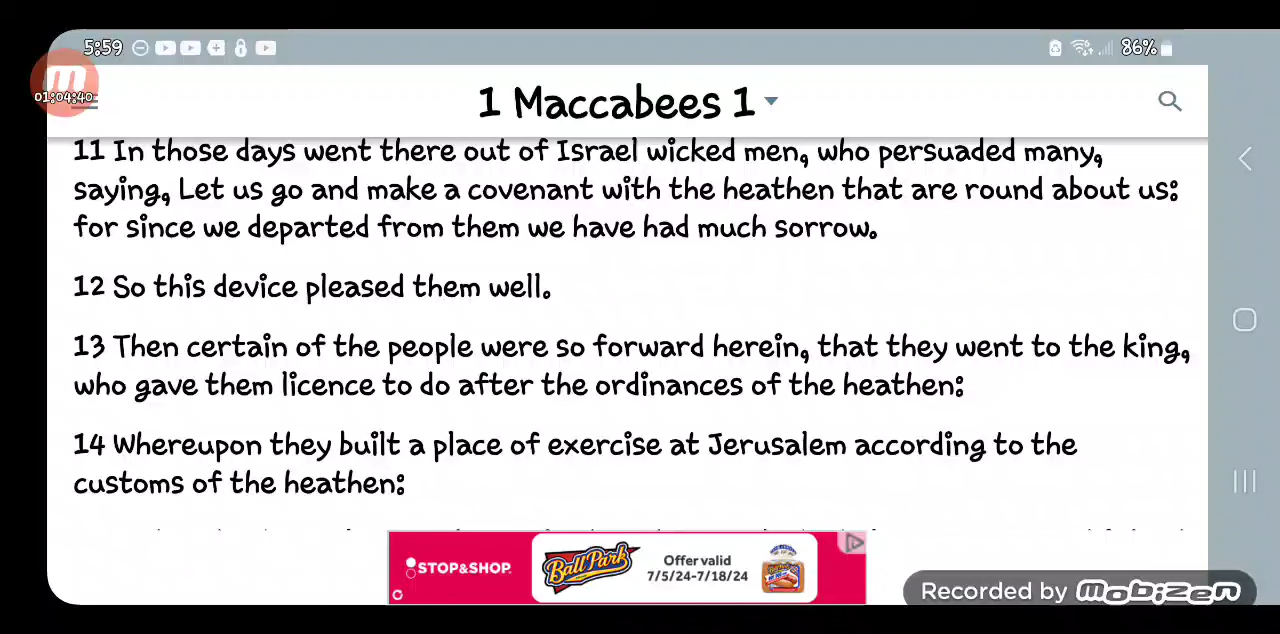 5:59
86%
01:04:40
1 Maccabees 1
11 In those days went there out of Israel wicked men, who persuaded many,
saying, Let us go and make a covenant with the heathen that are round about us:
for since we departed from them we have had much sorrow.
12 So this device pleased them well.
13 Then certain of the people were so forward herein, that they went to the king,
who gave them licence to do after the ordinances of the heathen:
14 Whereupon they built a place of exercise at Jerusalem according to the
customs of the heathen:
STOP&SHOP.
Ball Park
Offer valid
7/5/24-7/18/24
Recorded by mobizen